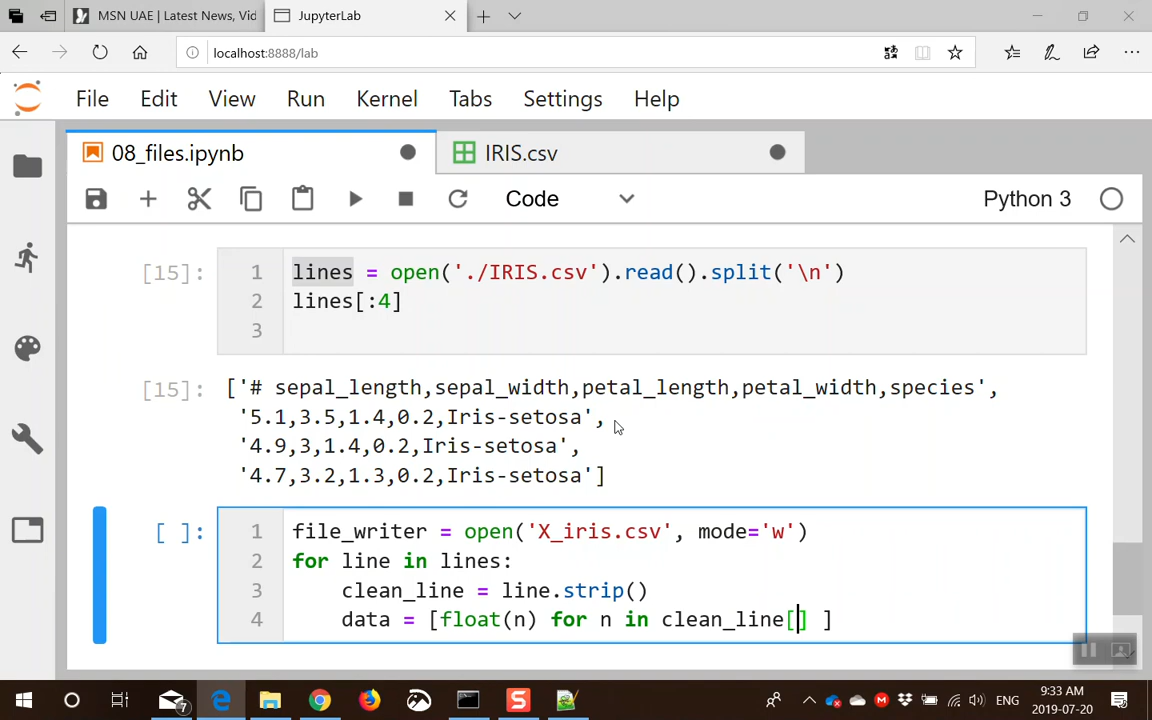 MSN UAE | Latest News, Vid
JupyterLab
localhost:8888/lab
File Edit View Run Kernel Tabs Settings Help
08_files.ipynb
IRIS.csv
Code
Python 3
[15]:
1 lines = open('./IRIS.csv').read().split('\n')
2 lines[:4]
3
[15]:
['# sepal_length,sepal_width,petal_length,petal_width,species',
'5.1,3.5,1.4,0.2,Iris-setosa',
'4.9,3,1.4,0.2,Iris-setosa',
'4.7,3.2,1.3,0.2,Iris-setosa']
[ ]:
1 file_writer = open('X_iris.csv', mode='w')
2 for line in lines:
3 clean_line = line.strip()
4 data = [float(n) for n in clean_line[] ]
7
ENG
9:33 AM
2019-07-20